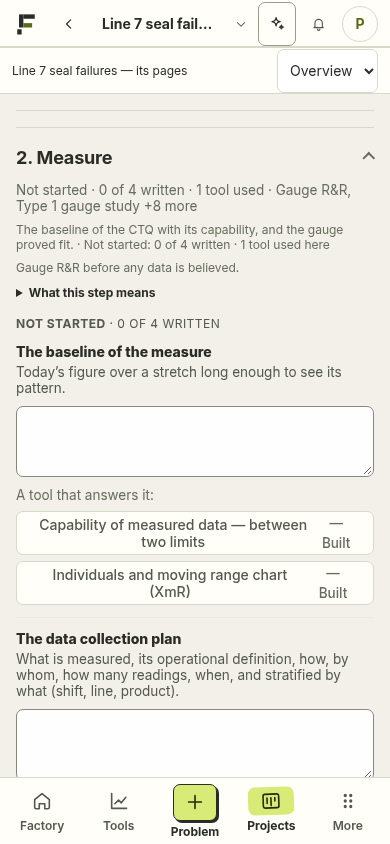 Line 7 seal fail...
P
Line 7 seal failures — its pages
Overview
2. Measure
Not started · 0 of 4 written · 1 tool used · Gauge R&R,
Type 1 gauge study +8 more
The baseline of the CTQ with its capability, and the gauge
proved fit. · Not started: 0 of 4 written · 1 tool used here
Gauge R&R before any data is believed.
What this step means
NOT STARTED · 0 OF 4 WRITTEN
The baseline of the measure
Today’s figure over a stretch long enough to see its
pattern.
A tool that answers it:
Capability of measured data — between
two limits
—
Built
Individuals and moving range chart
(XmR)
—
Built
The data collection plan
What is measured, its operational definition, how, by
whom, how many readings, when, and stratified by
what (shift, line, product).
Factory
Tools
Problem
Projects
More